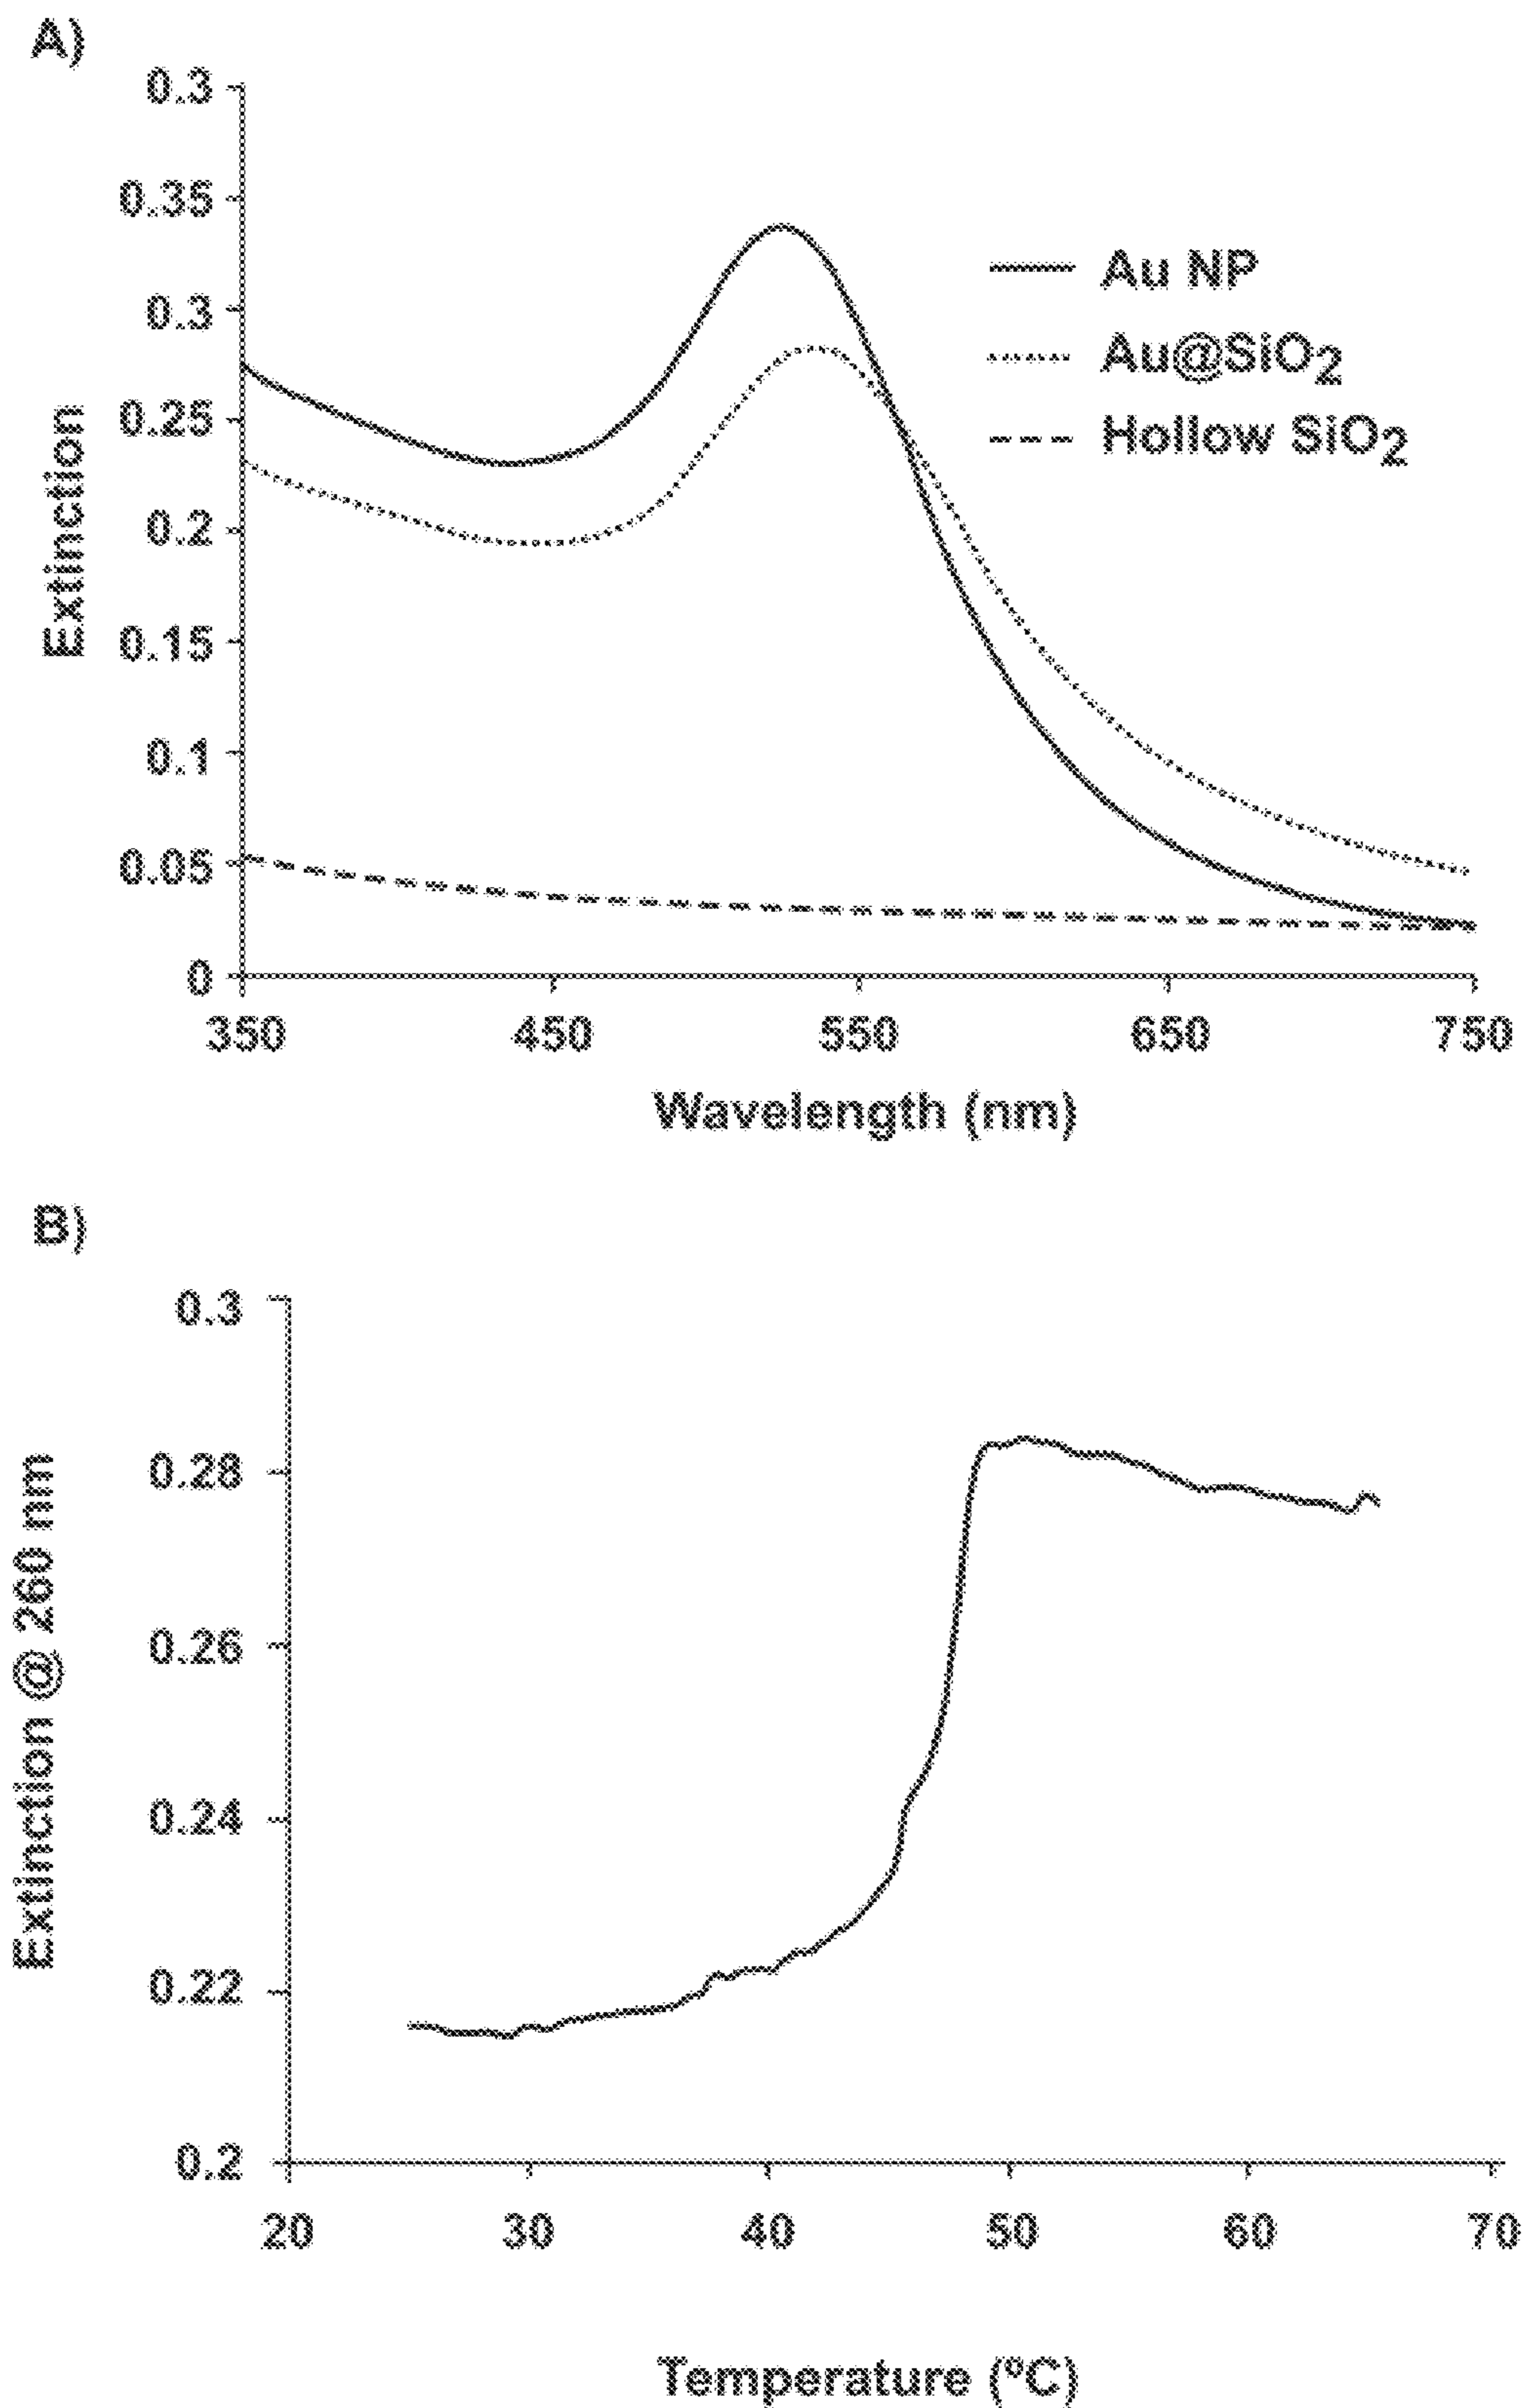 A)
0.3
0.35
0.3
0.25
0.2
0.15
0.1
0.05
0
Extinction
Au NP
Au@SiO2
Hollow SiO2
350 450 550 650 750
Wavelength (nm)
B)
0.3
0.28
0.26
0.24
0.22
0.2
Extinction @ 260 nm
20 30 40 50 60 70
Temperature (ºC)